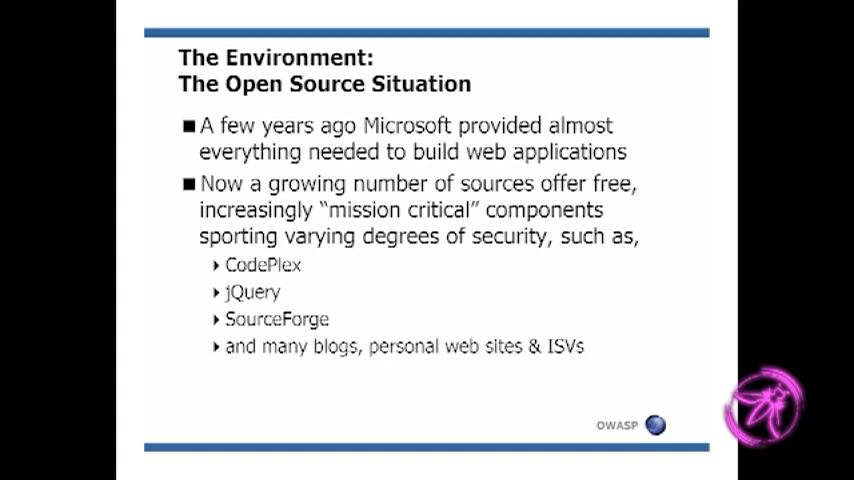 The Environment:
The Open Source Situation
A few years ago Microsoft provided almost
everything needed to build web applications
Now a growing number of sources offer free,
increasingly “mission critical” components
sporting varying degrees of security, such as,
CodePlex
jQuery
SourceForge
and many blogs, personal web sites & ISVs
OWASP